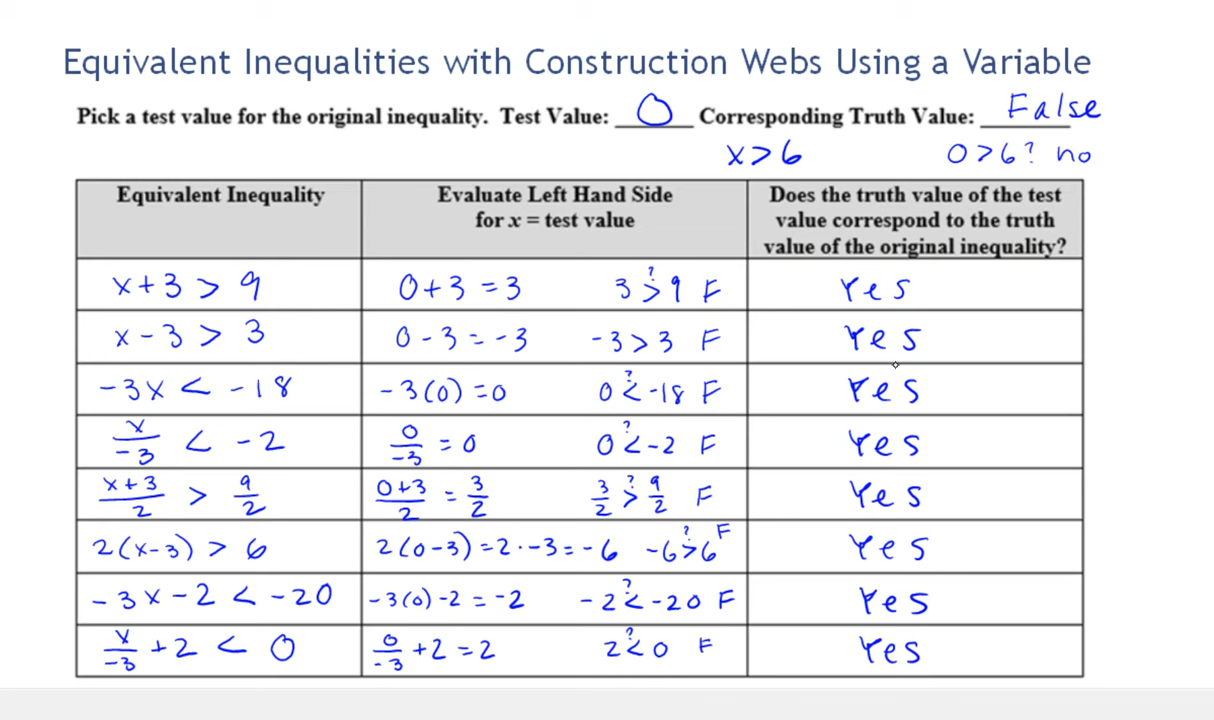 Equivalent Inequalities with Construction Webs Using a Variable
Pick a test value for the original inequality. Test Value: 0 Corresponding Truth Value: False
x > 6 0 > 6? no
Equivalent Inequality Evaluate Left Hand Side for x = test value Does the truth value of the test value correspond to the truth value of the original inequality?
x + 3 > 9 0 + 3 = 3 3 >? 9 F Yes
x - 3 > 3 0 - 3 = -3 -3 > 3 F Yes
-3x < -18 -3(0) = 0 0 <? -18 F Yes
x/-3 < -2 0/-3 = 0 0 <? -2 F Yes
x+3/2 > 9/2 0+3/2 = 3/2 3/2 >? 9/2 F Yes
2(x-3) > 6 2(0-3) = 2·-3 = -6 -6 >? 6 F Yes
-3x - 2 < -20 -3(0) - 2 = -2 -2 <? -20 F Yes
x/-3 + 2 < 0 0/-3 + 2 = 2 2 <? 0 F Yes